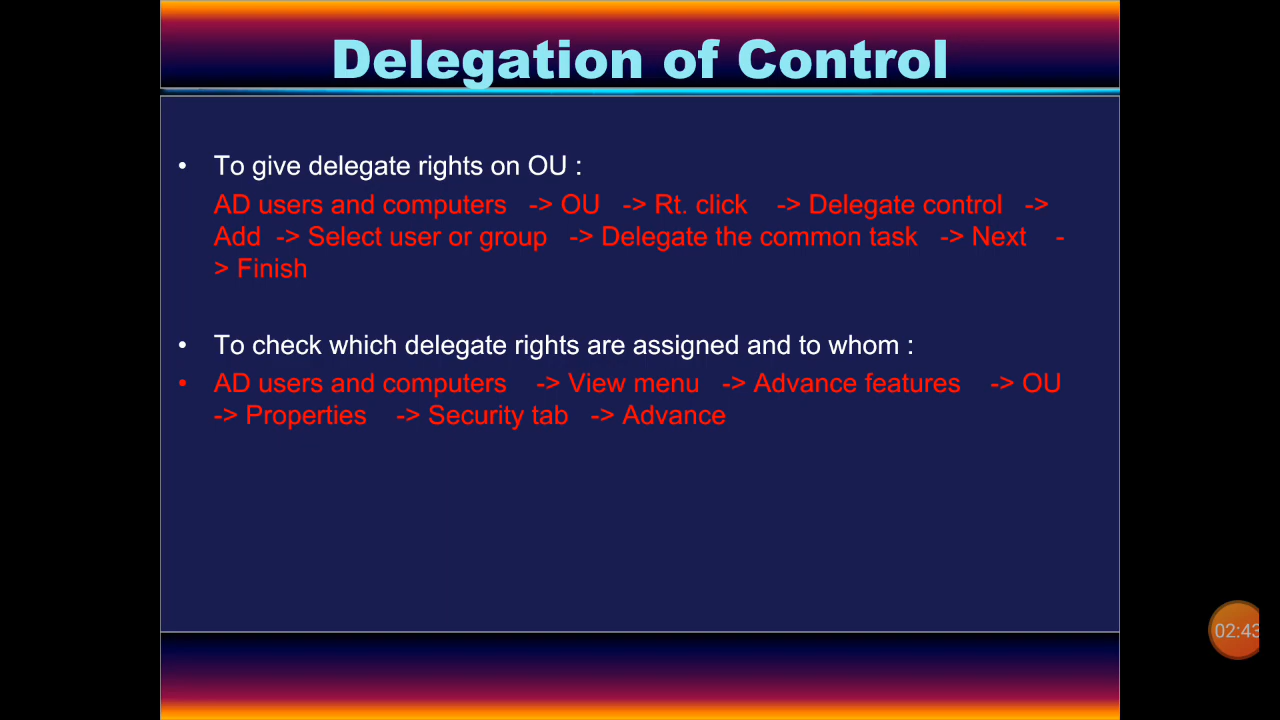 Delegation of Control
• To give delegate rights on OU :
AD users and computers -> OU -> Rt. click -> Delegate control ->
Add -> Select user or group -> Delegate the common task -> Next -
> Finish
• To check which delegate rights are assigned and to whom :
• AD users and computers -> View menu -> Advance features -> OU
-> Properties -> Security tab -> Advance
02:43